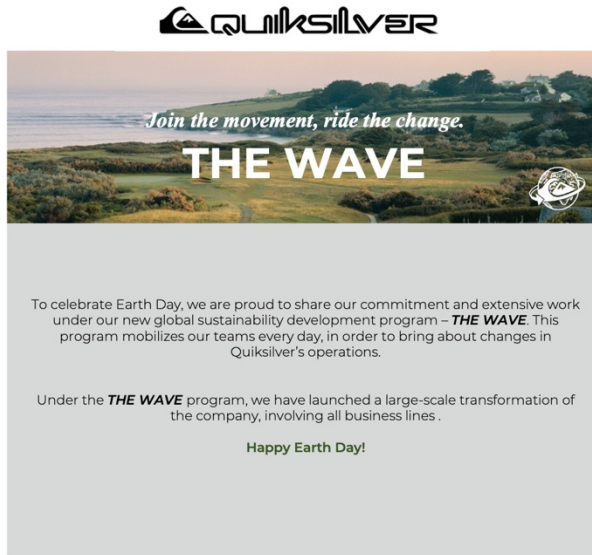 QUIKSILVER
Join the movement, ride the change.
THE WAVE
To celebrate Earth Day, we are proud to share our commitment and extensive work
under our new global sustainability development program – THE WAVE. This
program mobilizes our teams every day, in order to bring about changes in
Quiksilver's operations.
Under the THE WAVE program, we have launched a large-scale transformation of
the company, involving all business lines .
Happy Earth Day!